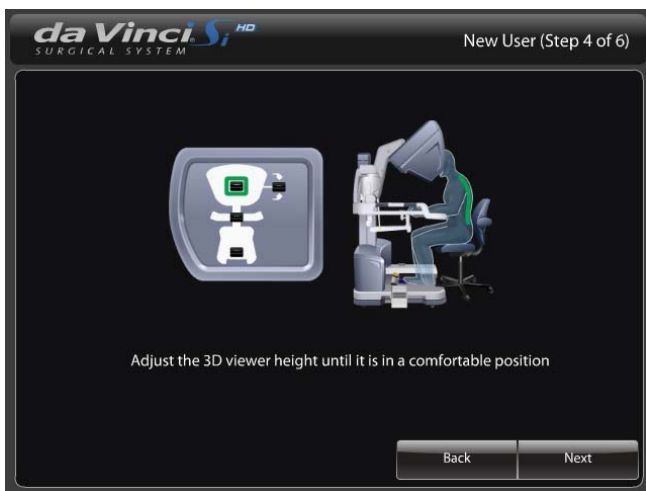 da Vinci Si HD
SURGICAL SYSTEM
New User (Step 4 of 6)
Adjust the 3D viewer height until it is in a comfortable position
Back
Next